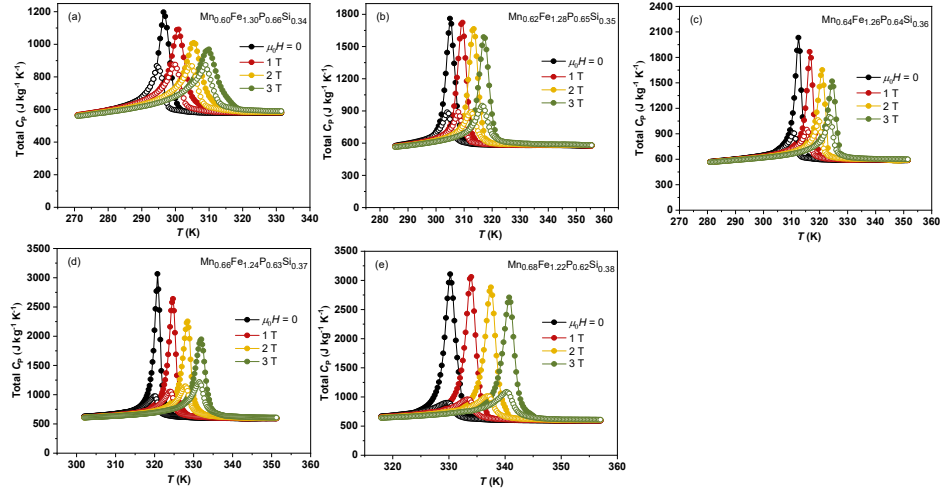 (a)
Mn0.60Fe1.30P0.66Si0.34
1200
1000
800
600
400
200
0
Total CP (J kg-1 K-1)
μ0H = 0
1 T
2 T
3 T
270 280 290 300 310 320 330 340
T (K)
(b)
Mn0.62Fe1.28P0.65Si0.35
1800
1500
1200
900
600
300
0
Total CP (J kg-1 K-1)
μ0H = 0
1 T
2 T
3 T
280 290 300 310 320 330 340 350 360
T (K)
(c)
Mn0.64Fe1.26P0.64Si0.36
2400
2100
1800
1500
1200
900
600
300
0
Total CP (J kg-1 K-1)
μ0H = 0
1 T
2 T
3 T
270 280 290 300 310 320 330 340 350 360
T (K)
(d)
Mn0.66Fe1.24P0.63Si0.37
3500
3000
2500
2000
1500
1000
500
0
Total CP (J kg-1 K-1)
μ0H = 0
1 T
2 T
3 T
300 310 320 330 340 350 360
T (K)
(e)
Mn0.68Fe1.22P0.62Si0.38
3500
3000
2500
2000
1500
1000
500
0
Total CP (J kg-1 K-1)
μ0H = 0
1 T
2 T
3 T
320 330 340 350 360
T (K)